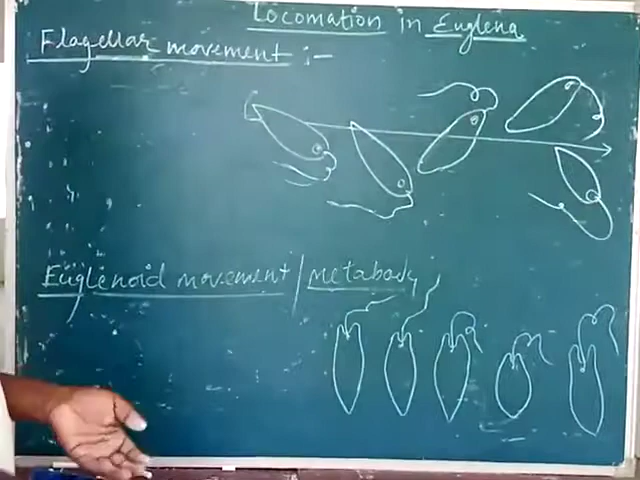 Locomation in Euglena
Flagellar movement :-
Euglenoid movement / metabody